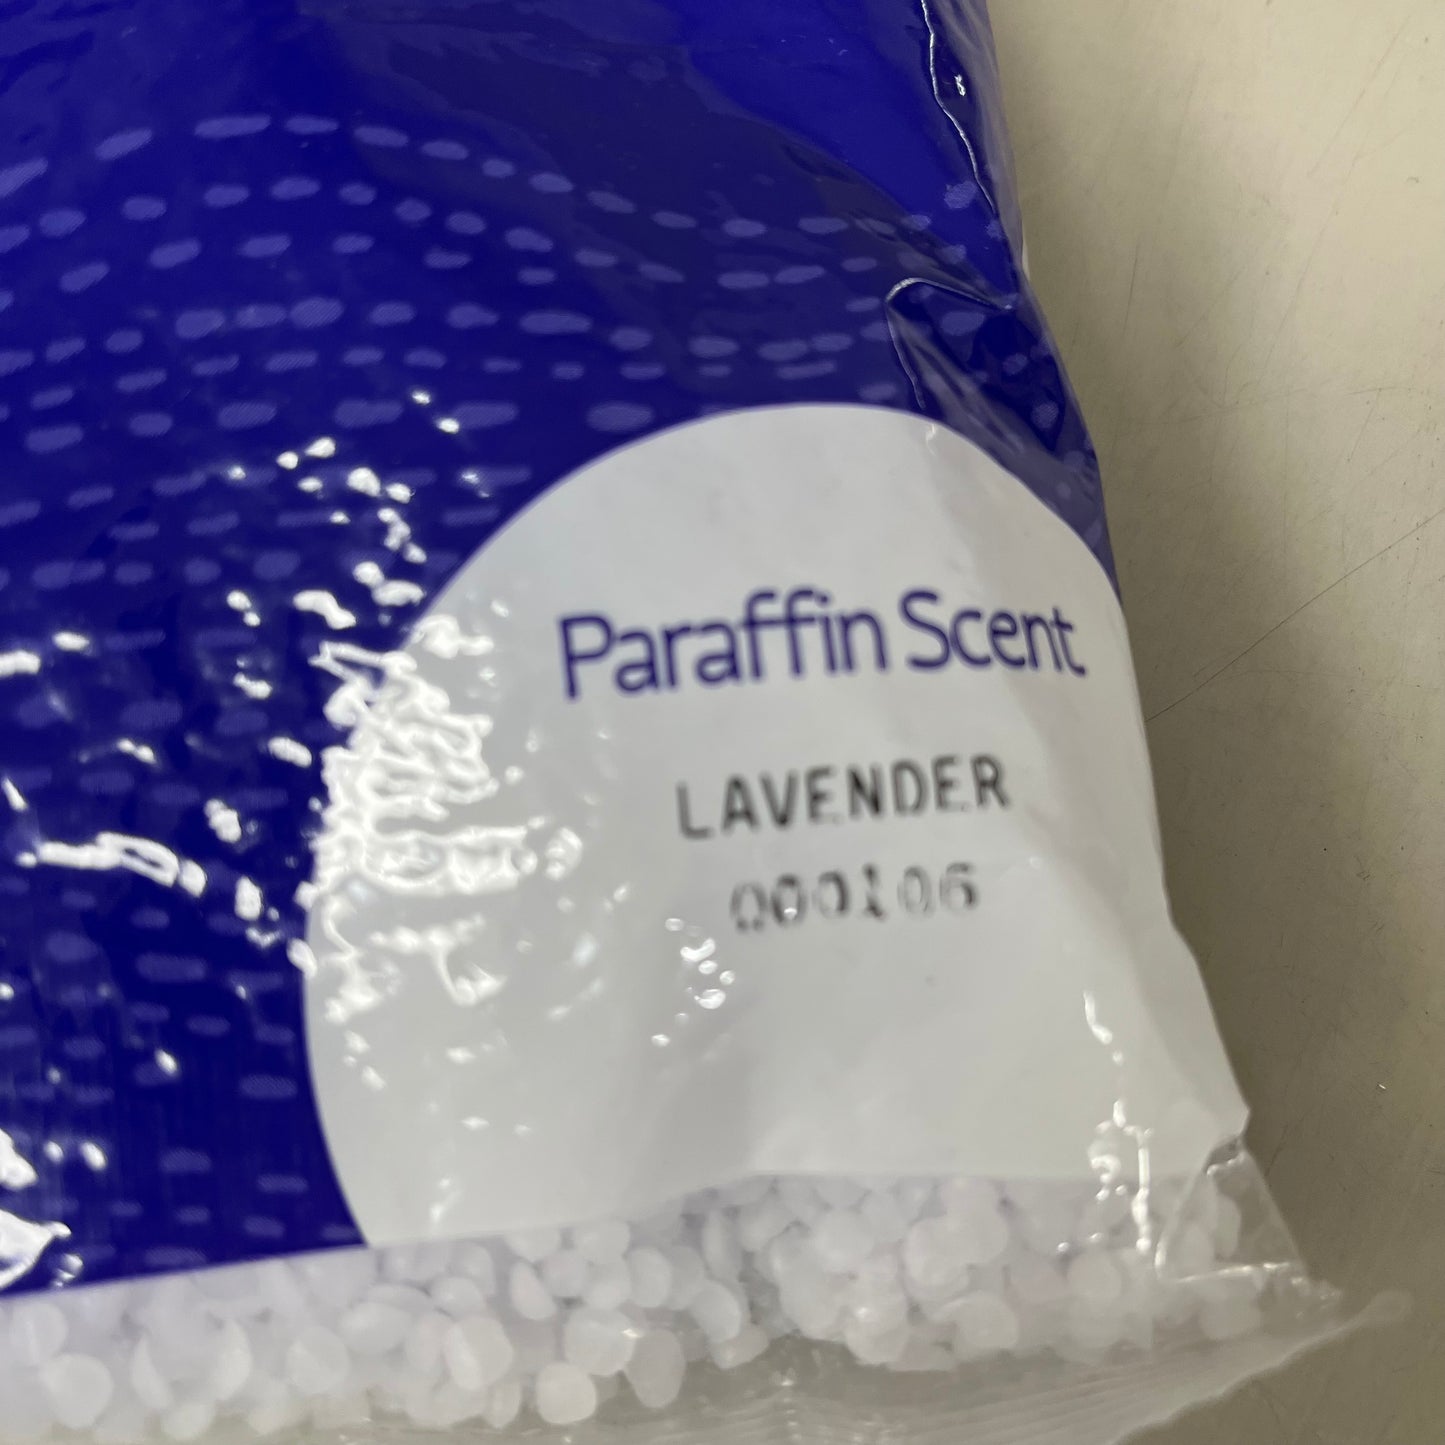 Paraffin Scent
LAVENDER
000106